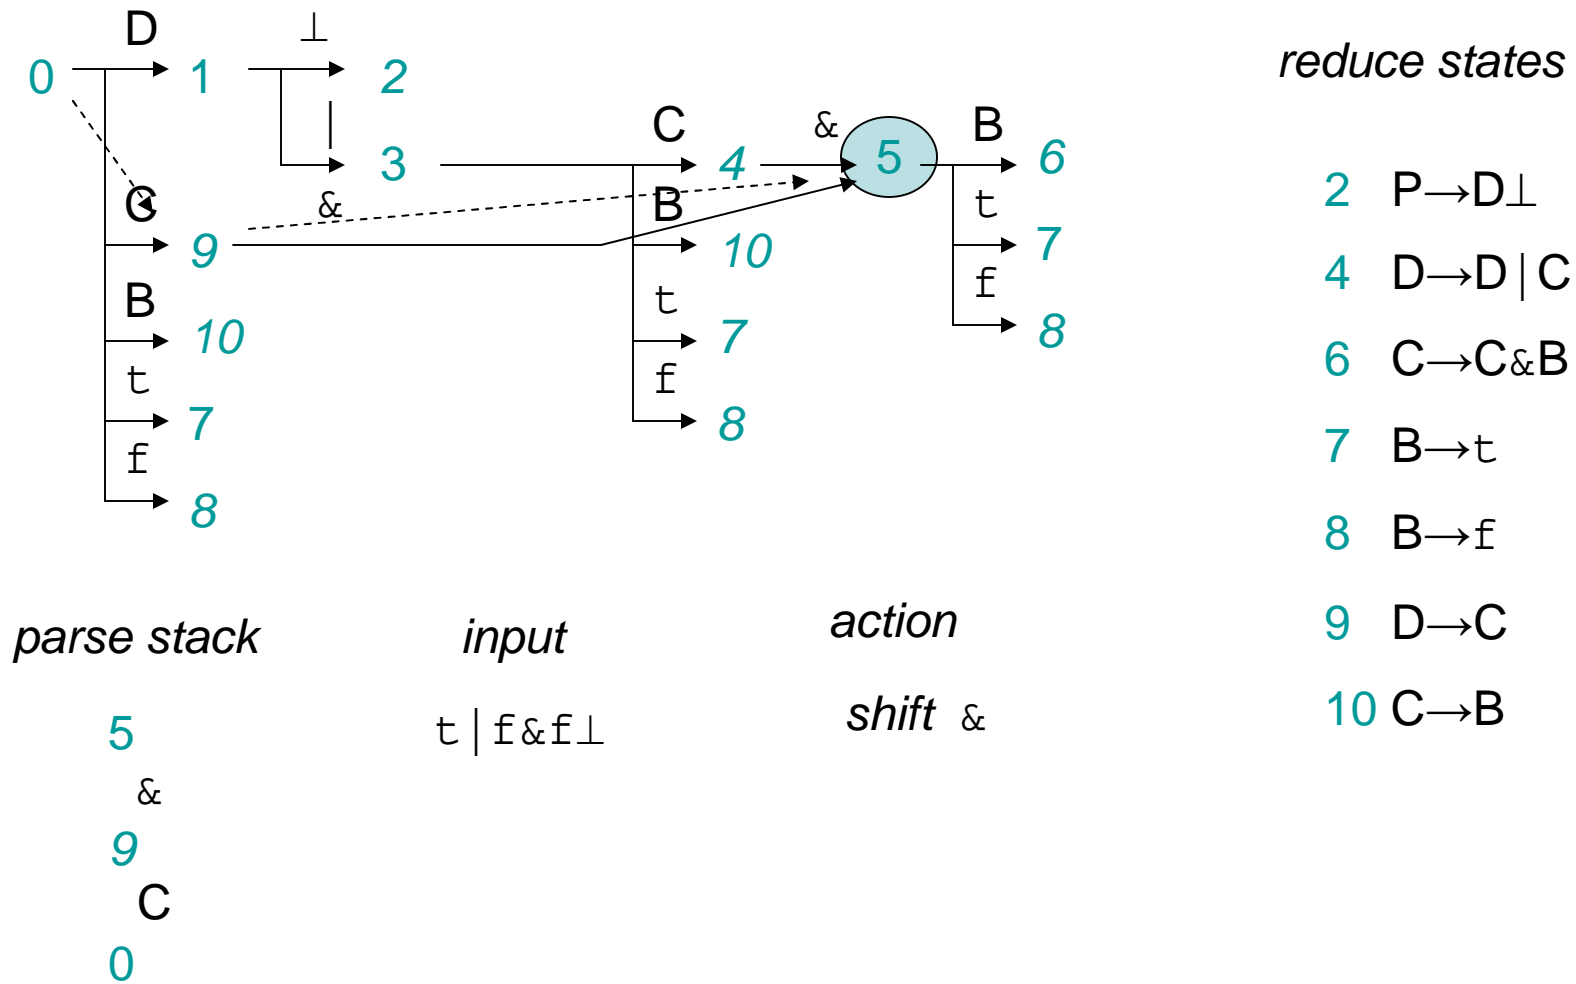 D ⊥
0 1 2
reduce states
|
3
C & B
4 5 6
&
C
9
B
10
t
7
f
8
B
10
t
7
f
8
t
7
f
8
2 P→D⊥
4 D→D|C
6 C→C&B
7 B→t
8 B→f
9 D→C
10 C→B
parse stack input action
5 t|f&f⊥ shift &
&
9
C
0